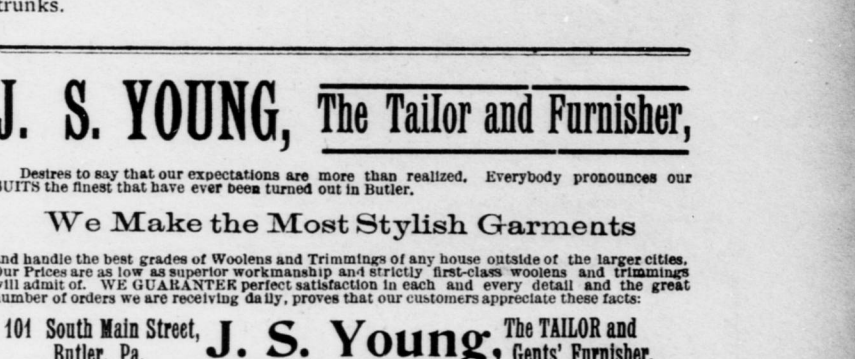 trunks.
J. S. YOUNG, The Tailor and Furnisher,
Desires to say that our expectations are more than realized. Everybody pronounces our
SUITS the finest that have ever been turned out in Butler.
We Make the Most Stylish Garments
and handle the best grades of Woolens and Trimmings of any house outside of the larger cities.
Our Prices are as low as superior workmanship and strictly first-class woolens and trimmings
will admit of. WE GUARANTEE perfect satisfaction in each and every detail and the great
number of orders we are receiving daily, proves that our customers appreciate these facts:
101 South Main Street, J. S. Young, The TAILOR and
Butler, Pa. Gents' Furnisher